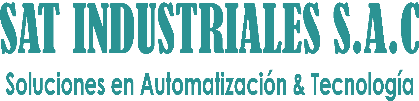 SAT INDUSTRIALES S.A.C
Soluciones en Automatización & Tecnología